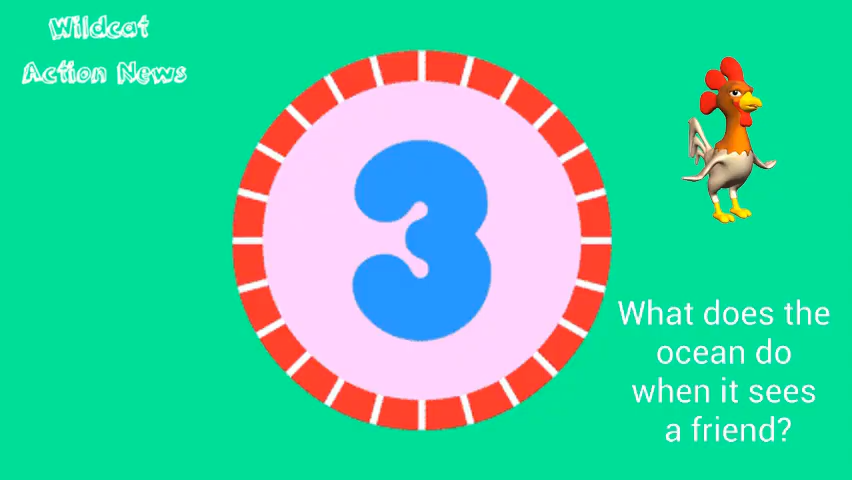 Wildcat
Action News
3
What does the
ocean do
when it sees
a friend?